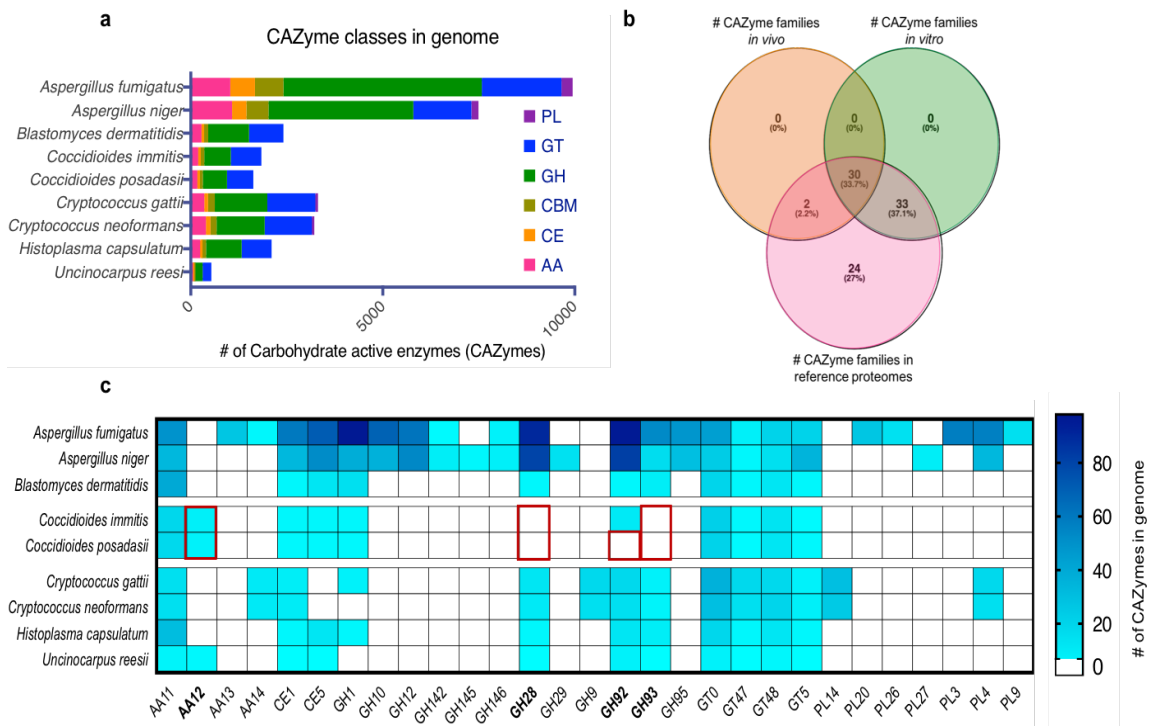 a
CAZyme classes in genome
Aspergillus fumigatus
Aspergillus niger
Blastomyces dermatitidis
Coccidioides immitis
Coccidioides posadasii
Cryptococcus gattii
Cryptococcus neoformans
Histoplasma capsulatum
Uncinocarpus reesi
PL
GT
GH
CBM
CE
AA
0
5000
10000
# of Carbohydrate active enzymes (CAZymes)
b
# CAZyme families
in vivo
# CAZyme families
in vitro
0
(0%)
0
(0%)
0
(0%)
30
(33.7%)
2
(2.2%)
33
(37.1%)
24
(27%)
# CAZyme families in
reference proteomes
c
Aspergillus fumigatus
Aspergillus niger
Blastomyces dermatitidis
Coccidioides immitis
Coccidioides posadasii
Cryptococcus gattii
Cryptococcus neoformans
Histoplasma capsulatum
Uncinocarpus reesii
AA11
AA12
AA13
AA14
CE1
CE5
GH1
GH10
GH12
GH142
GH145
GH146
GH28
GH29
GH9
GH92
GH93
GH95
GT0
GT47
GT48
GT5
PL14
PL20
PL26
PL27
PL3
PL4
PL9
80
60
40
20
0
# of CAZymes in genome